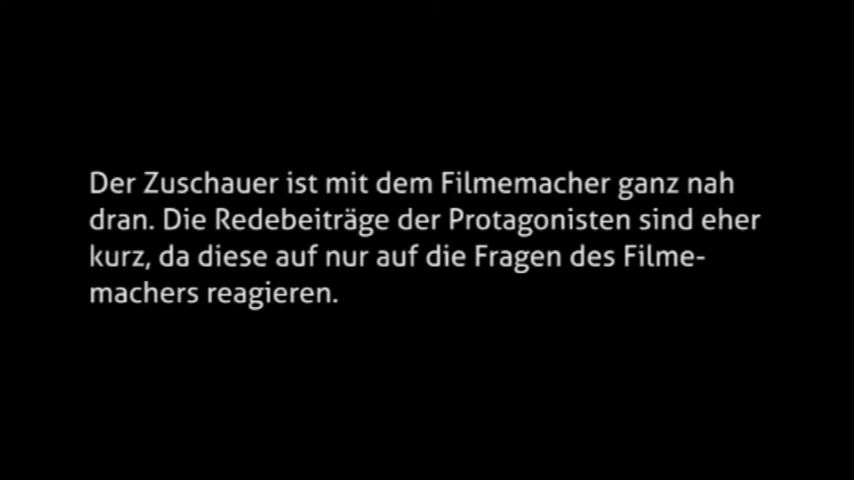 Der Zuschauer ist mit dem Filmemacher ganz nah
dran. Die Redebeiträge der Protagonisten sind eher
kurz, da diese auf nur auf die Fragen des Filme-
machers reagieren.